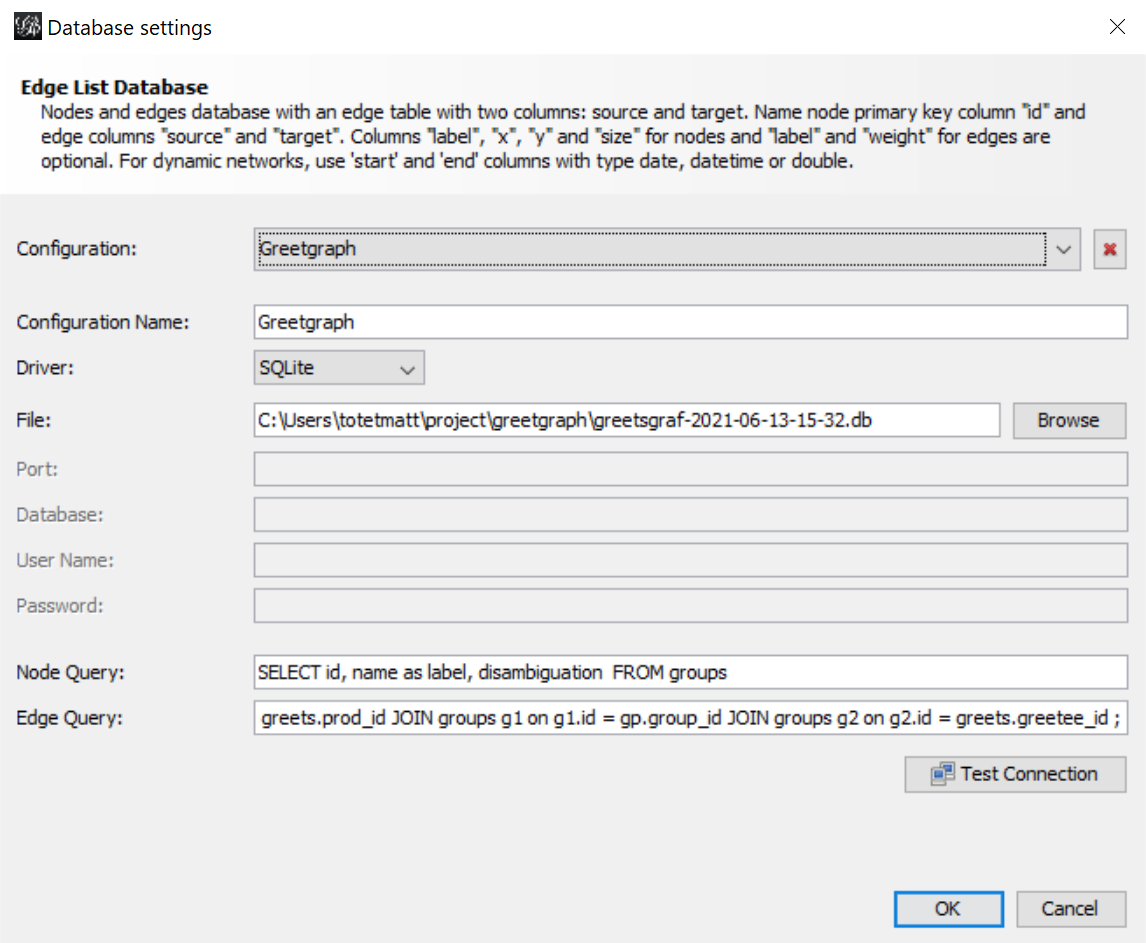 Database settings
Edge List Database
Nodes and edges database with an edge table with two columns: source and target. Name node primary key column "id" and
edge columns "source" and "target". Columns "label", "x", "y" and "size" for nodes and "label" and "weight" for edges are
optional. For dynamic networks, use 'start' and 'end' columns with type date, datetime or double.
Configuration: Greetgraph
Configuration Name: Greetgraph
Driver: SQLite
File: C:\Users\totetmatt\project\greetgraph\greetsgraf-2021-06-13-15-32.db Browse
Port:
Database:
User Name:
Password:
Node Query: SELECT id, name as label, disambiguation  FROM groups
Edge Query: greets.prod_id JOIN groups g1 on g1.id = gp.group_id JOIN groups g2 on g2.id = greets.greetee_id ;
Test Connection
OK Cancel